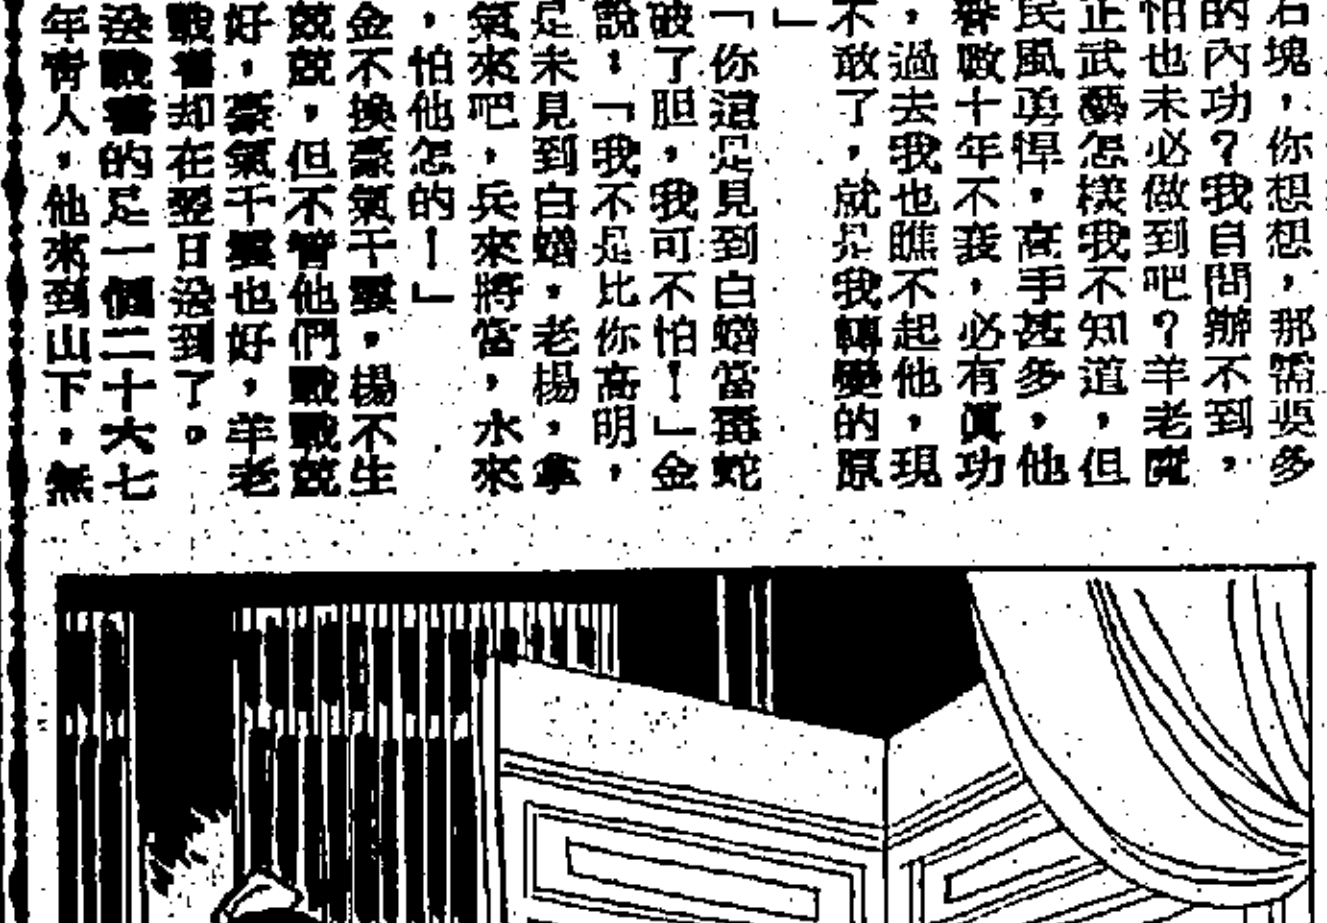 石塊，你想想，那需要多
的內功？我自問辦不到，
怕也未必做到吧？羊老魔
正武藝怎樣我不知道，但
民風勇悍，高手甚多，他
譽數十年不衰，必有眞功
，過去我也瞧不起他，現
不敢了，就是我轉變的原
」
「你這是見到白蠟當毒蛇
破了胆，我可不怕！」金
說：「我不是比你高明，
是未見到白蠟，老楊，拿
氣來吧，兵來將當，水來
，怕他怎的！」
金不換豪氣干雲，楊不生
兢兢，但不管他們戰戰兢
好，豪氣千雲也好，羊老
戰書却在翌日送到了。
送戰書的是一個二十六七
年青人，他來到山下，無